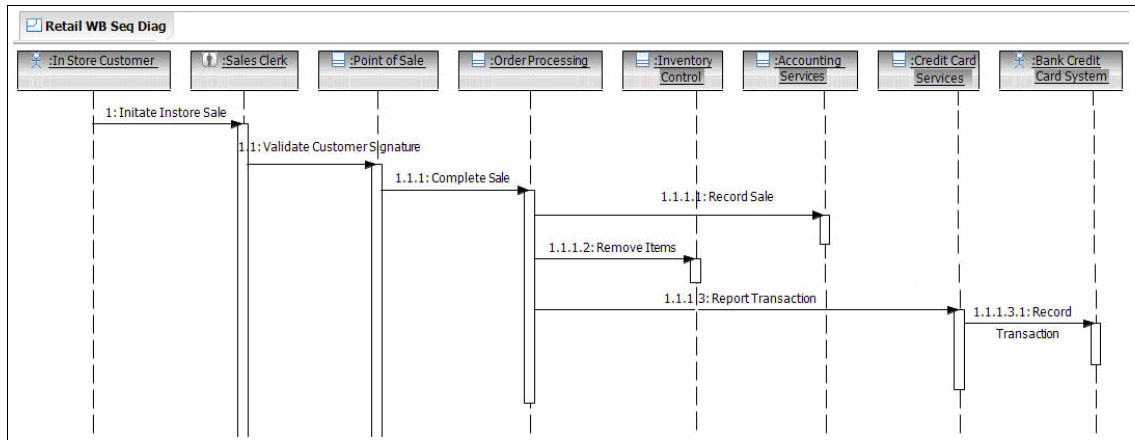 Retail WB Seq Diag
:In Store Customer
:Sales Clerk
:Point of Sale
:OrderProcessing
:Inventory
Control
:Accounting
Services
:Credit Card
Services
:Bank Credit
Card System
1: Initate Instore Sale
1.1: Validate Customer Signature
1.1.1: Complete Sale
1.1.1.1: Record Sale
1.1.1.2: Remove Items
1.1.1.3: Report Transaction
1.1.1.3.1: Record
Transaction